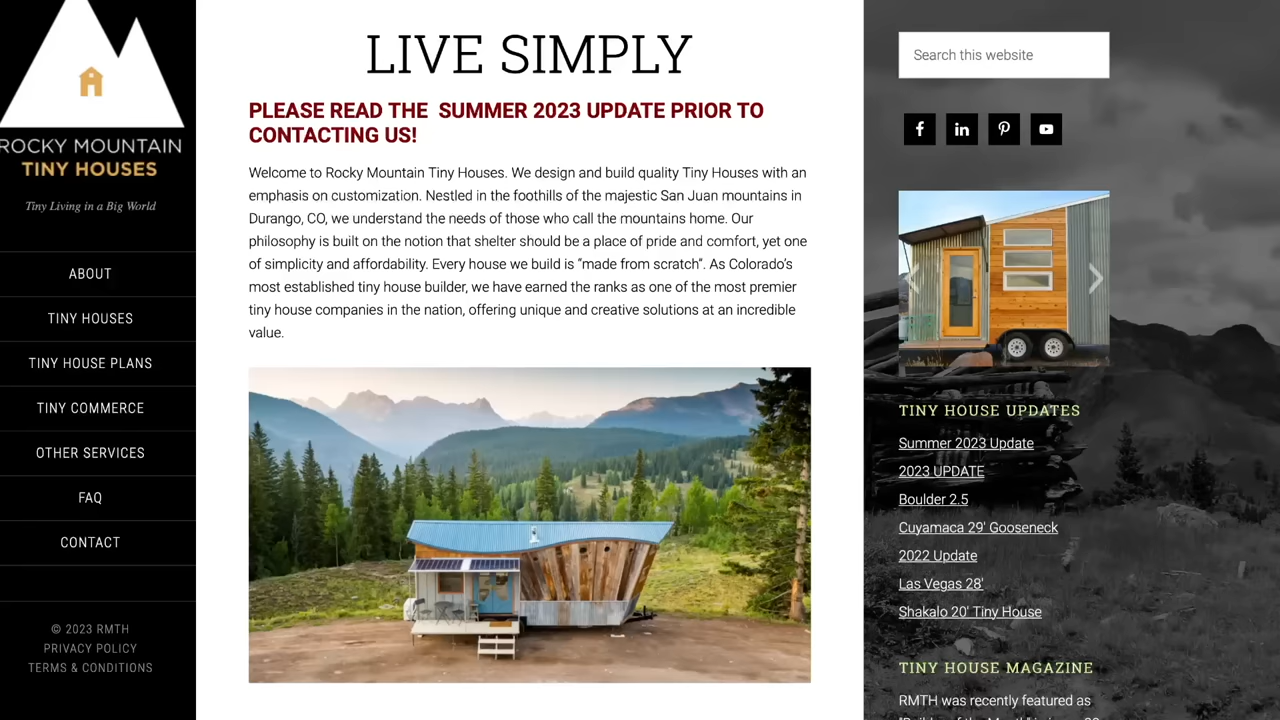 ROCKY MOUNTAIN
TINY HOUSES
Tiny Living in a Big World
ABOUT
TINY HOUSES
TINY HOUSE PLANS
TINY COMMERCE
OTHER SERVICES
FAQ
CONTACT
© 2023 RMTH
PRIVACY POLICY
TERMS & CONDITIONS
LIVE SIMPLY
PLEASE READ THE SUMMER 2023 UPDATE PRIOR TO
CONTACTING US!
Welcome to Rocky Mountain Tiny Houses. We design and build quality Tiny Houses with an
emphasis on customization. Nestled in the foothills of the majestic San Juan mountains in
Durango, CO, we understand the needs of those who call the mountains home. Our
philosophy is built on the notion that shelter should be a place of pride and comfort, yet one
of simplicity and affordability. Every house we build is “made from scratch”. As Colorado’s
most established tiny house builder, we have earned the ranks as one of the most premier
tiny house companies in the nation, offering unique and creative solutions at an incredible
value.
Search this website
TINY HOUSE UPDATES
Summer 2023 Update
2023 UPDATE
Boulder 2.5
Cuyamaca 29' Gooseneck
2022 Update
Las Vegas 28'
Shakalo 20' Tiny House
TINY HOUSE MAGAZINE
RMTH was recently featured as